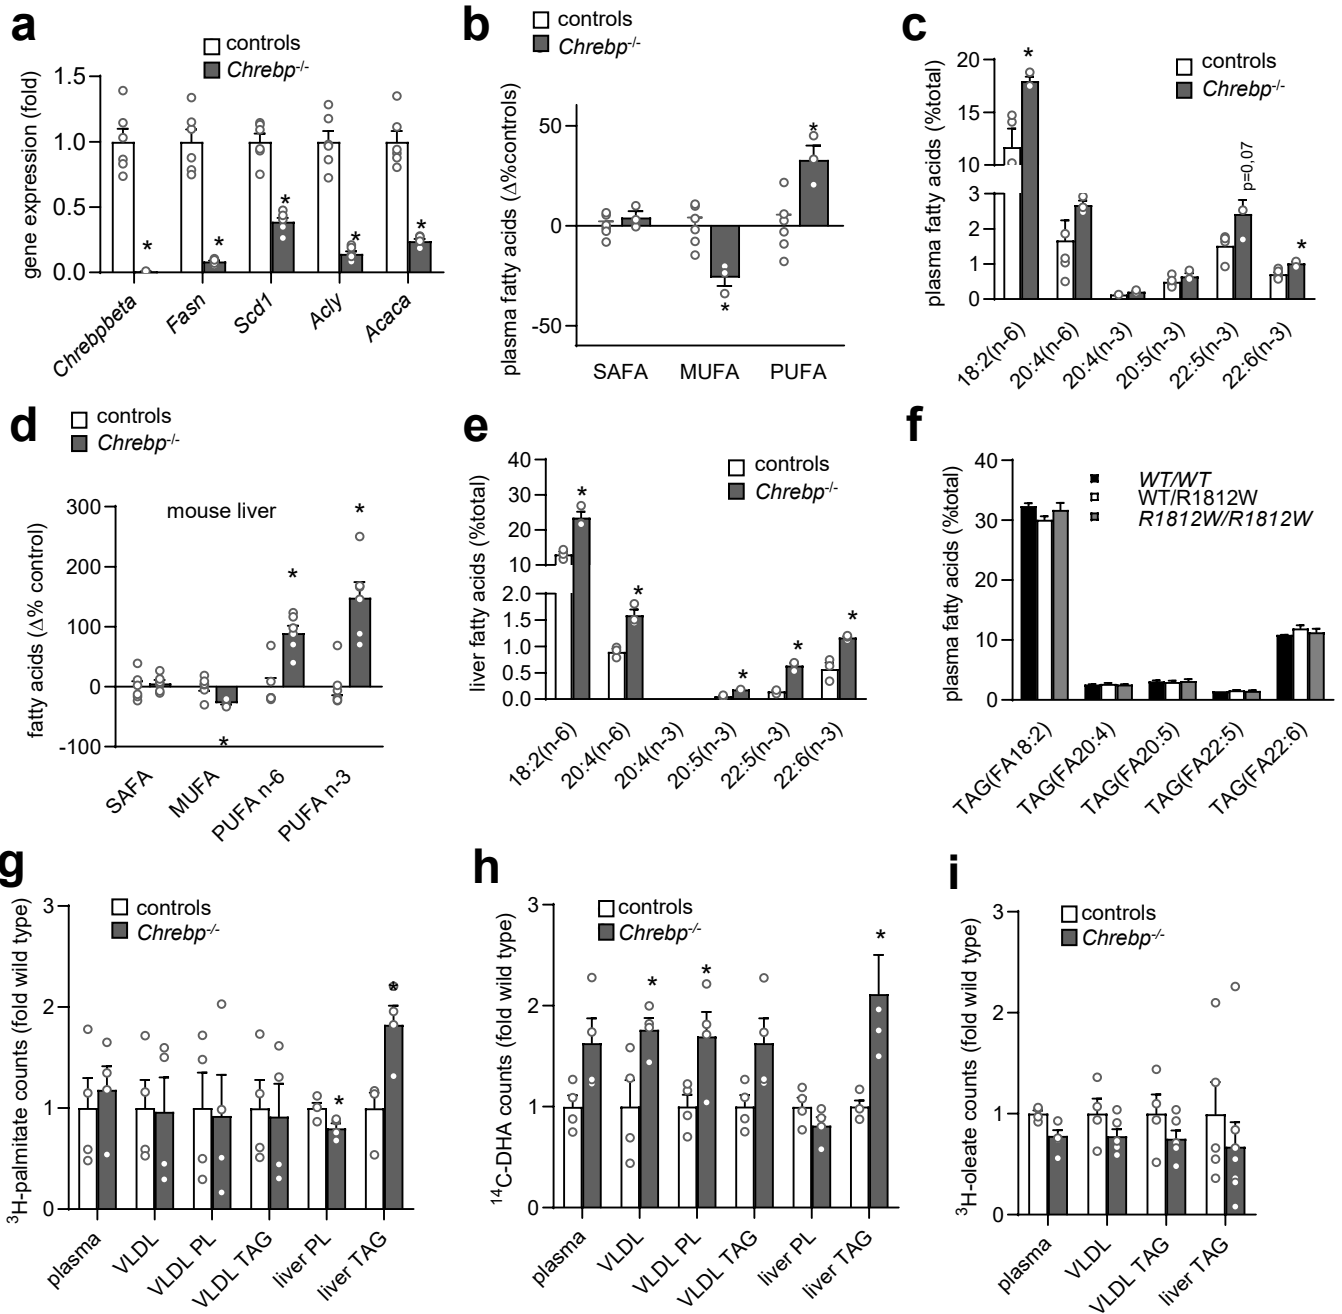 a
controls
Chrebp-/-
gene expression (fold)
1.5
1.0
0.5
0.0
*
*
*
*
*
Chrebpbeta
Fasn
Scd1
Acly
Acaca
b
controls
Chrebp-/-
plasma fatty acids (Δ%controls)
50
0
-50
*
*
SAFA
MUFA
PUFA
c
controls
Chrebp-/-
plasma fatty acids (%total)
20
15
10
3
2
1
0
*
p=0,07
*
18:2(n-6)
20:4(n-6)
20:4(n-3)
20:5(n-3)
22:5(n-3)
22:6(n-3)
d
controls
Chrebp-/-
mouse liver
fatty acids (Δ% control)
300
200
100
0
-100
*
*
*
SAFA
MUFA
PUFA n-6
PUFA n-3
e
controls
Chrebp-/-
liver fatty acids (%total)
40
30
20
10
2.0
1.5
1.0
0.5
0.0
*
*
*
*
*
18:2(n-6)
20:4(n-6)
20:4(n-3)
20:5(n-3)
22:5(n-3)
22:6(n-3)
f
WT/WT
WT/R1812W
R1812W/R1812W
plasma fatty acids (%total)
40
30
20
10
0
TAG(FA18:2)
TAG(FA20:4)
TAG(FA20:5)
TAG(FA22:5)
TAG(FA22:6)
g
controls
Chrebp-/-
3H-palmitate counts (fold wild type)
3
2
1
0
*
*
plasma
VLDL
VLDL PL
VLDL TAG
liver PL
liver TAG
h
controls
Chrebp-/-
14C-DHA counts (fold wild type)
3
2
1
0
*
*
*
plasma
VLDL
VLDL PL
VLDL TAG
liver PL
liver TAG
i
controls
Chrebp-/-
3H-oleate counts (fold wild type)
3
2
1
0
plasma
VLDL
VLDL TAG
liver TAG